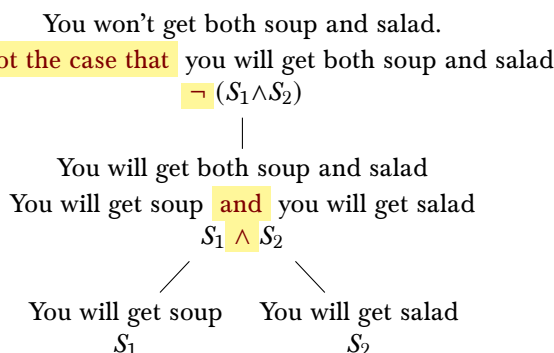 You won’t get both soup and salad.
ot the case that you will get both soup and salad
¬ (S₁∧S₂)
You will get both soup and salad
You will get soup and you will get salad
S₁ ∧ S₂
You will get soup You will get salad
S₁ S₂